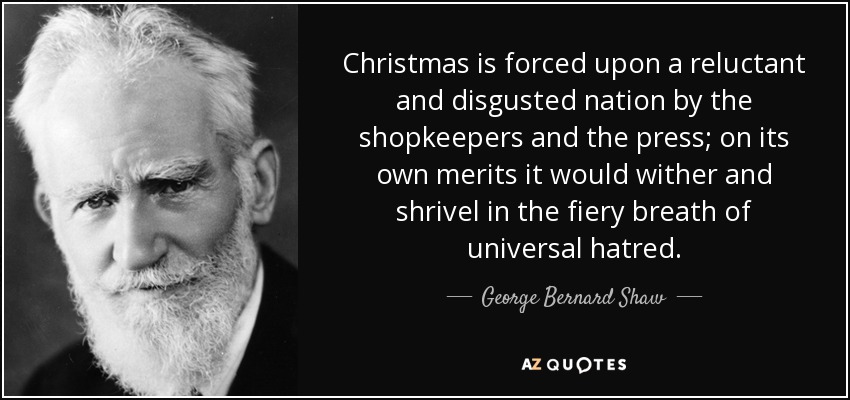 Christmas is forced upon a reluctant
and disgusted nation by the
shopkeepers and the press; on its
own merits it would wither and
shrivel in the fiery breath of
universal hatred.
George Bernard Shaw
AZ QUOTES